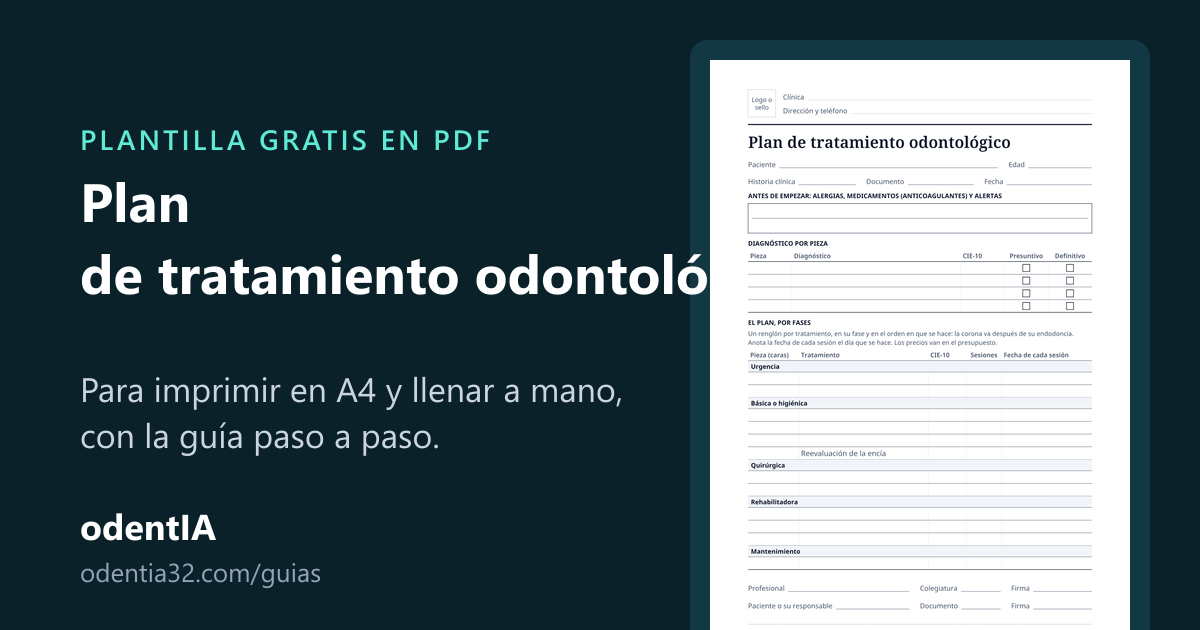 PLANTILLA GRATIS EN PDF
Plan
de tratamiento odontoló
Para imprimir en A4 y llenar a mano,
con la guía paso a paso.
odentIA
odentia32.com/guias
Logo o
sello
Clínica
Dirección y teléfono
Plan de tratamiento odontológico
Paciente Edad
Historia clínica Documento Fecha
ANTES DE EMPEZAR: ALERGIAS, MEDICAMENTOS (ANTICOAGULANTES) Y ALERTAS
DIAGNÓSTICO POR PIEZA
Pieza Diagnóstico CIE-10 Presuntivo Definitivo
EL PLAN, POR FASES
Un renglón por tratamiento, en su fase y en el orden en que se hace: la corona va después de su endodoncia.
Anota la fecha de cada sesión el día que se hace. Los precios van en el presupuesto.
Pieza (caras) Tratamiento CIE-10 Sesiones Fecha de cada sesión
Urgencia
Básica o higiénica
Reevaluación de la encía
Quirúrgica
Rehabilitadora
Mantenimiento
Profesional Colegiatura Firma
Paciente o su responsable Documento Firma